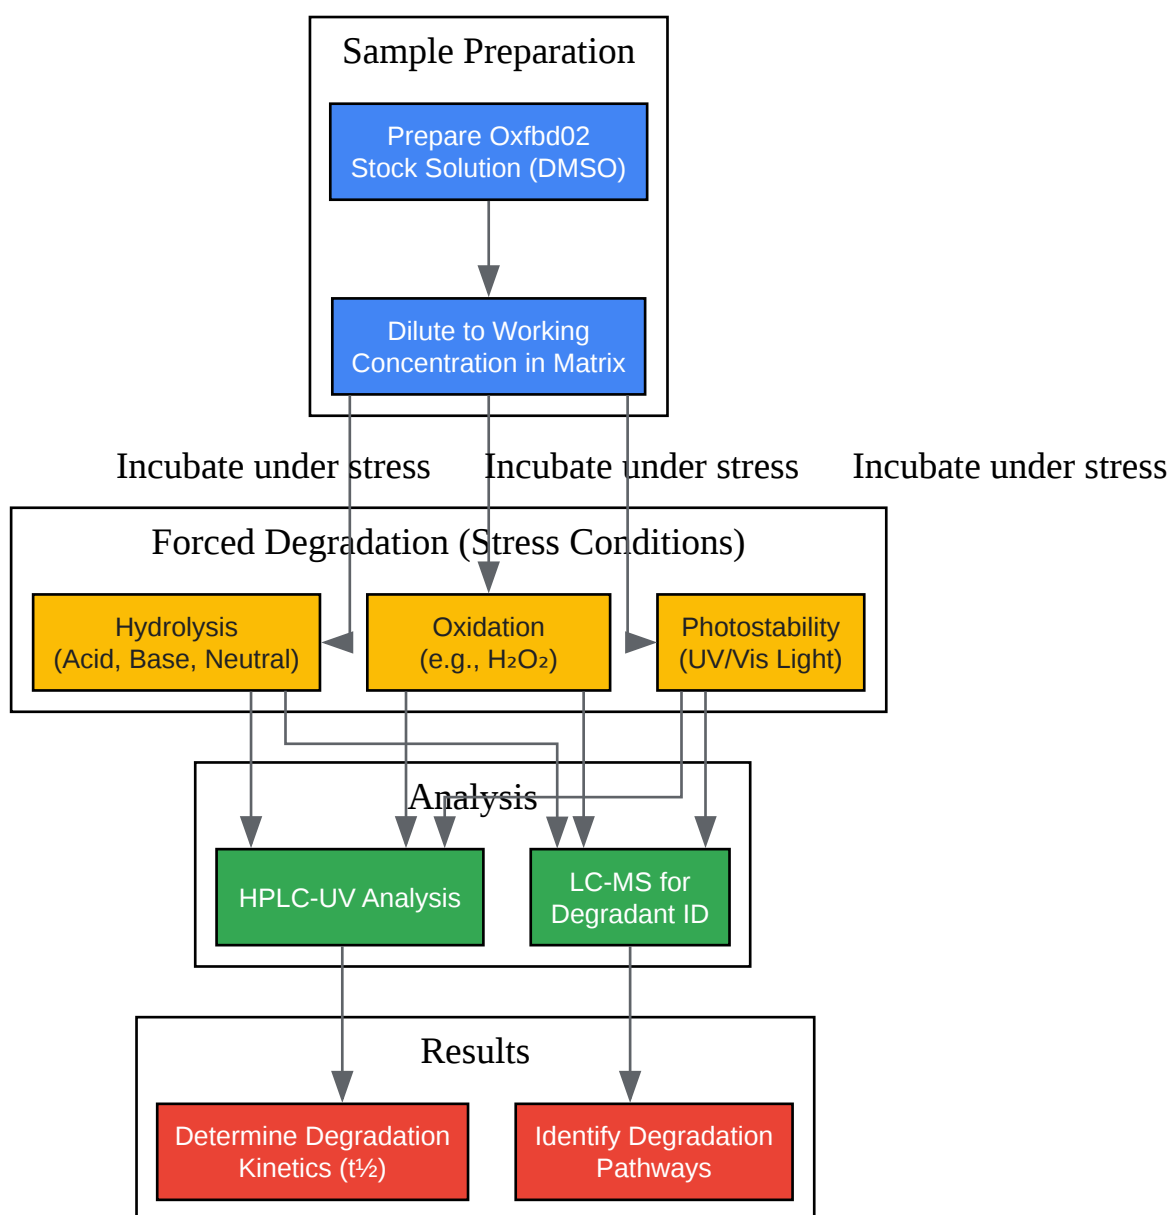 Sample Preparation
Prepare Oxfbd02
Stock Solution (DMSO)
Dilute to Working
Concentration in Matrix
Incubate under stress
Incubate under stress
Incubate under stress
Forced Degradation (Stress Conditions)
Hydrolysis
(Acid, Base, Neutral)
Oxidation
(e.g., H₂O₂)
Photostability
(UV/Vis Light)
Analysis
HPLC-UV Analysis
LC-MS for
Degradant ID
Results
Determine Degradation
Kinetics (t½)
Identify Degradation
Pathways